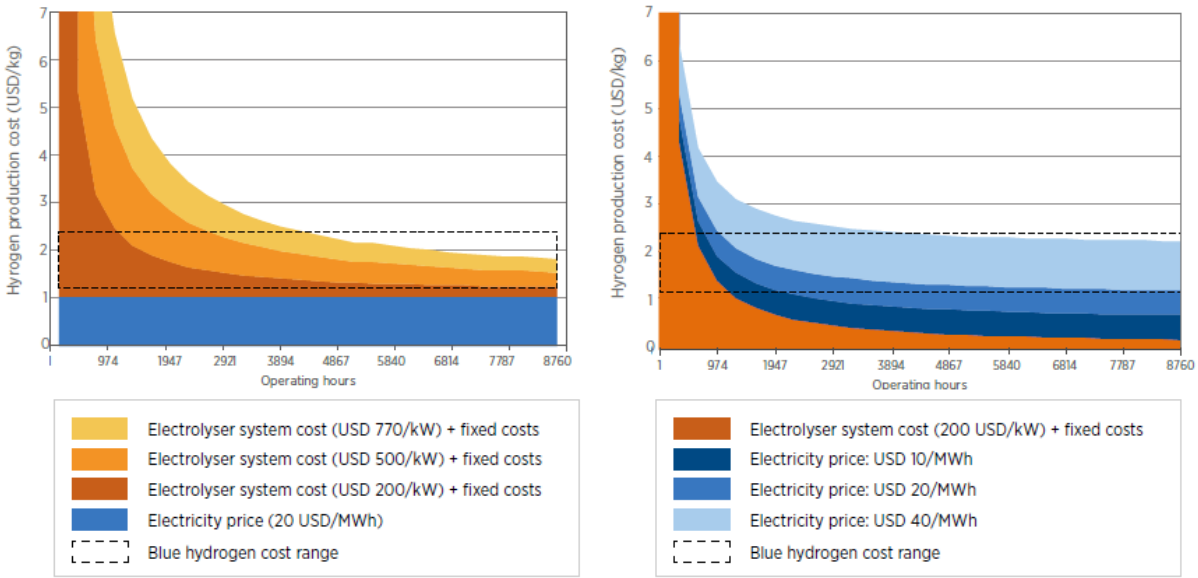 Hyrogen production cost (USD/kg)
7
6
5
4
3
2
1
0
1 974 1947 2921 3894 4867 5840 6814 7787 8760
Operating hours
Electrolyser system cost (USD 770/kW) + fixed costs
Electrolyser system cost (USD 500/kW) + fixed costs
Electrolyser system cost (USD 200/kW) + fixed costs
Electricity price (20 USD/MWh)
Blue hydrogen cost range
Hyrogen production cost (USD/kg)
7
6
5
4
3
2
1
0
1 974 1947 2921 3894 4867 5840 6814 7787 8760
Operating hours
Electrolyser system cost (200 USD/kW) + fixed costs
Electricity price: USD 10/MWh
Electricity price: USD 20/MWh
Electricity price: USD 40/MWh
Blue hydrogen cost range